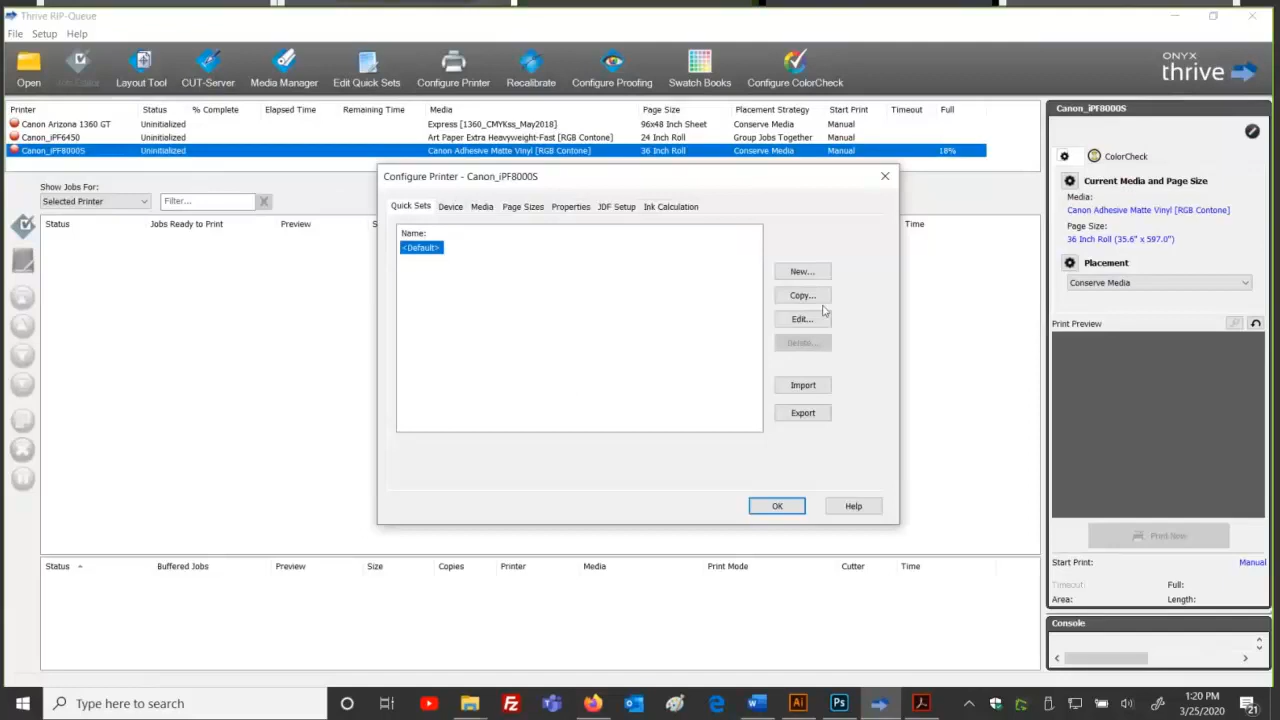 Thrive RIP-Queue
File Setup Help
Open
Layout Tool
CUT-Server
Media Manager
Edit Quick Sets
Configure Printer
Recalibrate
Configure Proofing
Swatch Books
Configure ColorCheck
ONYX
thrive
Printer Status % Complete Elapsed Time Remaining Time Media Page Size Placement Strategy Start Print Timeout Full
Canon Arizona 1360 GT Uninitialized Express [1360_CMYKss_May2018] 96x48 Inch Sheet Conserve Media Manual
Canon_iPF6450 Uninitialized Art Paper Extra Heavyweight-Fast [RGB Contone] 24 Inch Roll Group Jobs Together Manual
Canon_iPF8000S Uninitialized Canon Adhesive Matte Vinyl [RGB Contone] 36 Inch Roll Conserve Media Manual 18%
Show Jobs For:
Selected Printer Filter... X
Status Jobs Ready to Print Preview Time
Configure Printer - Canon_iPF8000S
Quick Sets Device Media Page Sizes Properties JDF Setup Ink Calculation
Name:
<Default>
New...
Copy...
Edit...
Delete...
Import
Export
OK Help
Status Buffered Jobs Preview Size Copies Printer Media Print Mode Cutter Time
Canon_iPF8000S
ColorCheck
Current Media and Page Size
Media:
Canon Adhesive Matte Vinyl [RGB Contone]
Page Size:
36 Inch Roll (35.6" x 597.0")
Placement
Conserve Media
Print Preview
Print Now
Start Print: Manual
Timeout: Full:
Area: Length:
Console
Type here to search
1:20 PM
3/25/2020
21